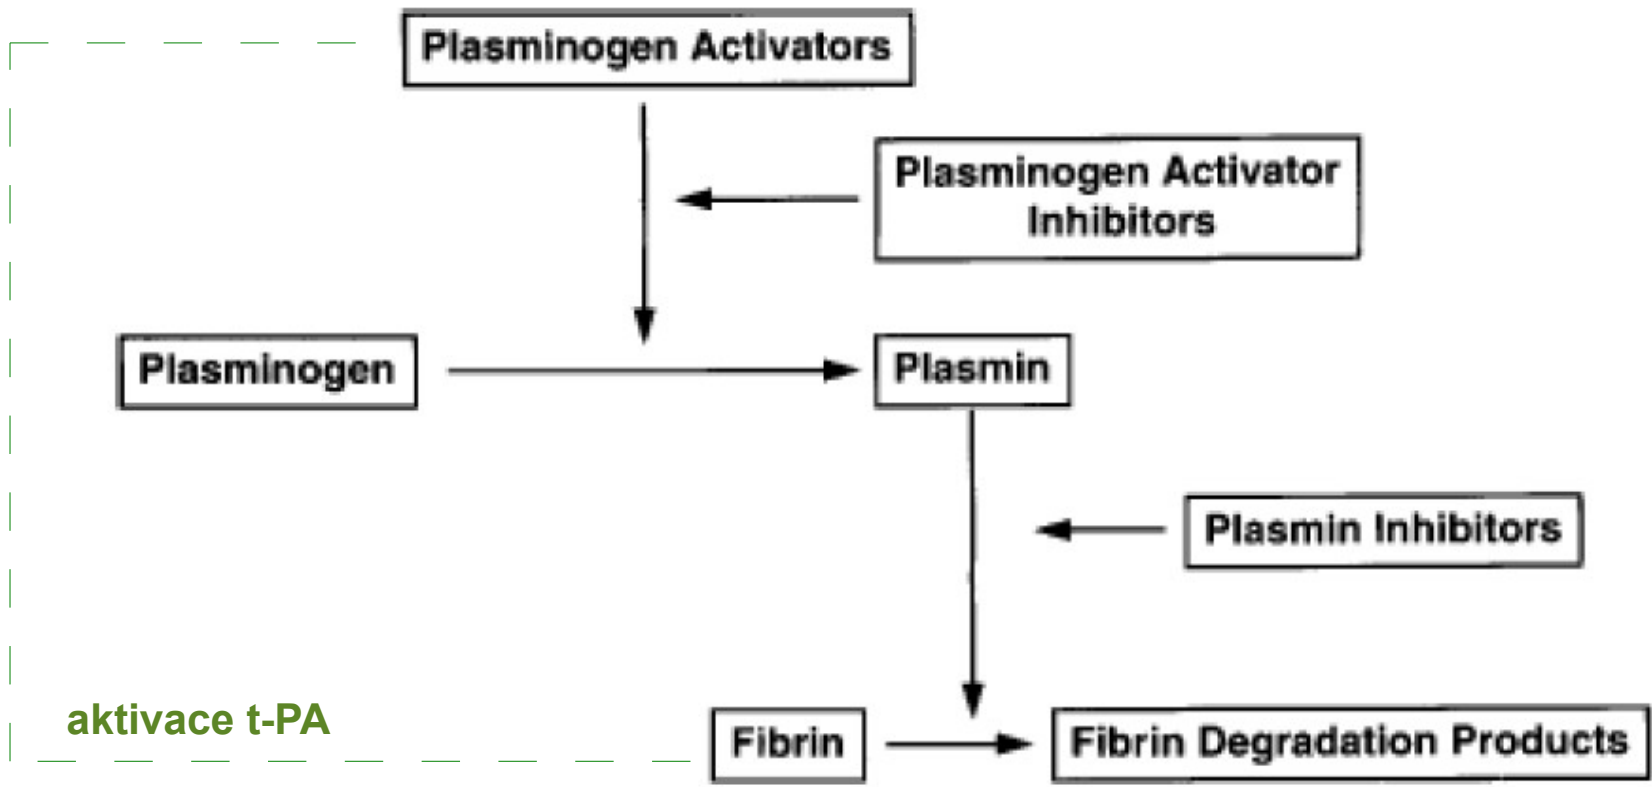 Plasminogen Activators
Plasminogen Activator
Inhibitors
Plasminogen
Plasmin
Plasmin Inhibitors
aktivace t-PA
Fibrin
Fibrin Degradation Products